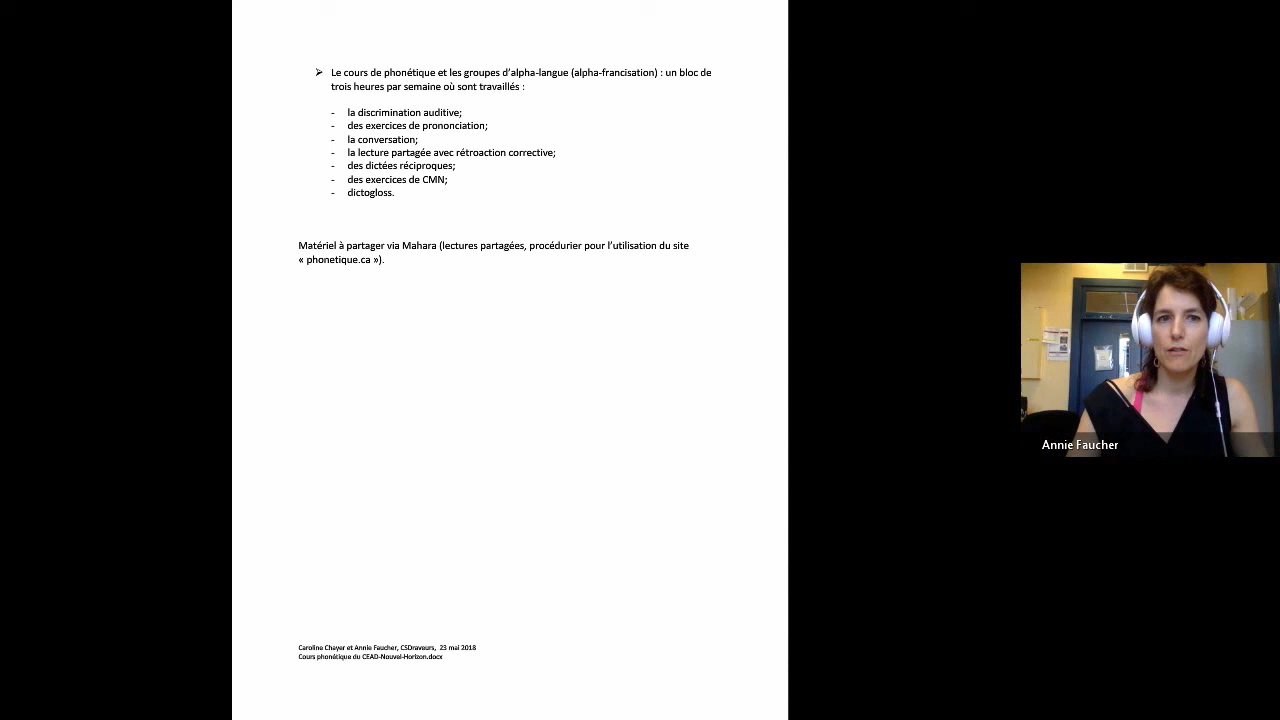 ➢ Le cours de phonétique et les groupes d'alpha-langue (alpha-francisation) : un bloc de
trois heures par semaine où sont travaillés :
- la discrimination auditive;
- des exercices de prononciation;
- la conversation;
- la lecture partagée avec rétroaction corrective;
- des dictées réciproques;
- des exercices de CMN;
- dictogloss.
Matériel à partager via Mahara (lectures partagées, procédurier pour l'utilisation du site
« phonetique.ca »).
Annie Faucher
Caroline Chayer et Annie Faucher, CSDraveurs, 23 mai 2018
Cours phonétique du CEAD-Nouvel-Horizon.docx